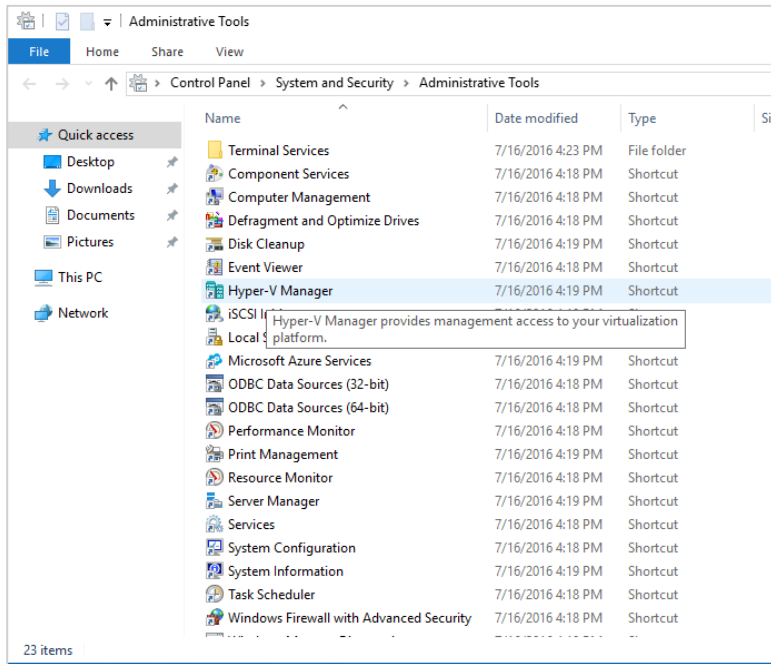 Administrative Tools
File Home Share View
Control Panel > System and Security > Administrative Tools
Name Date modified Type Si
Quick access
Desktop
Downloads
Documents
Pictures
This PC
Network
Terminal Services 7/16/2016 4:23 PM File folder
Component Services 7/16/2016 4:18 PM Shortcut
Computer Management 7/16/2016 4:18 PM Shortcut
Defragment and Optimize Drives 7/16/2016 4:18 PM Shortcut
Disk Cleanup 7/16/2016 4:19 PM Shortcut
Event Viewer 7/16/2016 4:18 PM Shortcut
Hyper-V Manager 7/16/2016 4:19 PM Shortcut
iSCSI
Hyper-V Manager provides management access to your virtualization
platform.
Local
Microsoft Azure Services 7/16/2016 4:19 PM Shortcut
ODBC Data Sources (32-bit) 7/16/2016 4:18 PM Shortcut
ODBC Data Sources (64-bit) 7/16/2016 4:18 PM Shortcut
Performance Monitor 7/16/2016 4:18 PM Shortcut
Print Management 7/16/2016 4:19 PM Shortcut
Resource Monitor 7/16/2016 4:18 PM Shortcut
Server Manager 7/16/2016 4:19 PM Shortcut
Services 7/16/2016 4:18 PM Shortcut
System Configuration 7/16/2016 4:18 PM Shortcut
System Information 7/16/2016 4:19 PM Shortcut
Task Scheduler 7/16/2016 4:18 PM Shortcut
Windows Firewall with Advanced Security 7/16/2016 4:18 PM Shortcut
23 items